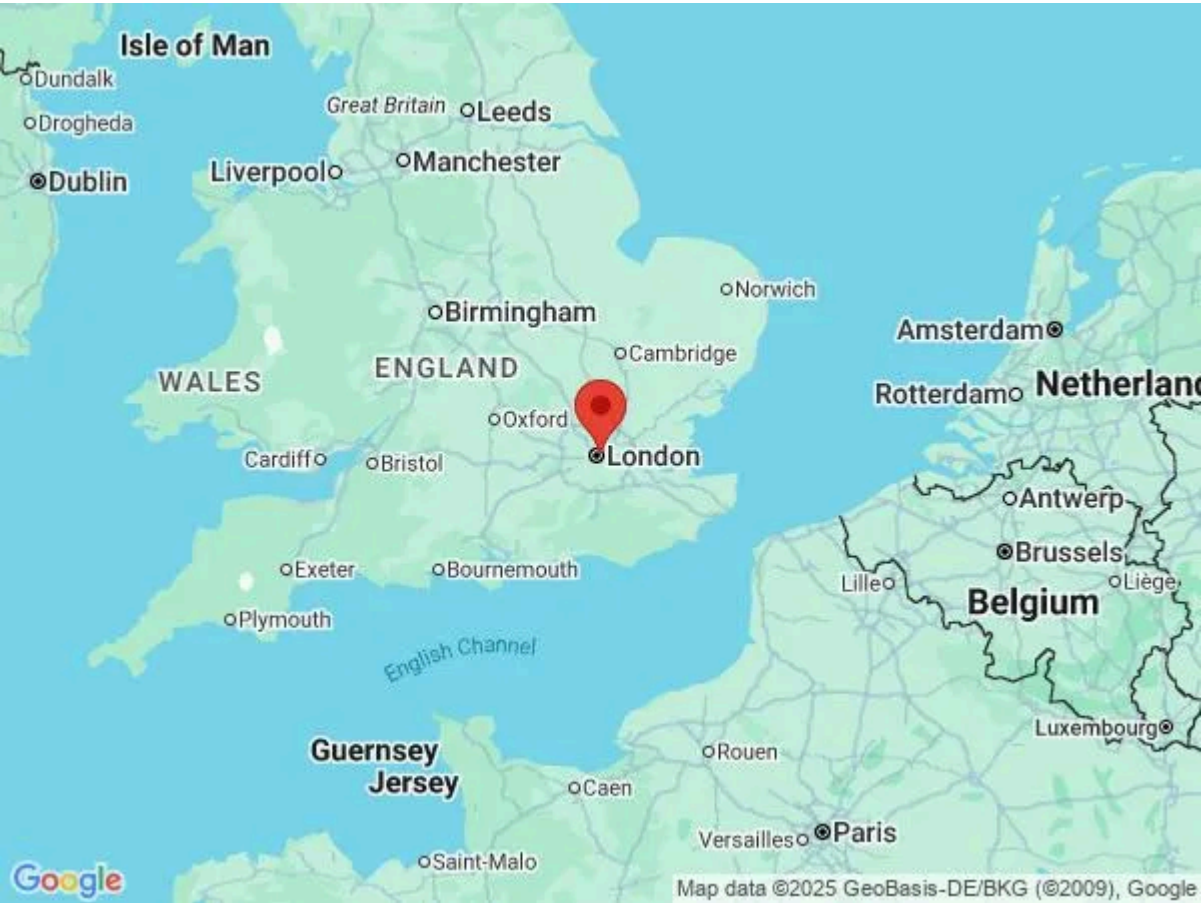 Isle of Man
Dundalk
Great Britain
Leeds
Drogheda
Manchester
Liverpool
Dublin
Norwich
Birmingham
Amsterdam
Cambridge
ENGLAND
WALES
Rotterdam
Netherland
Oxford
London
Cardiff
Bristol
Antwerp
Brussels
Exeter
Bournemouth
Lille
Liège
Belgium
Plymouth
English Channel
Luxembourg
Guernsey
Jersey
Rouen
Caen
Versailles
Paris
Saint-Malo
Google
Map data ©2025 GeoBasis-DE/BKG (©2009), Google